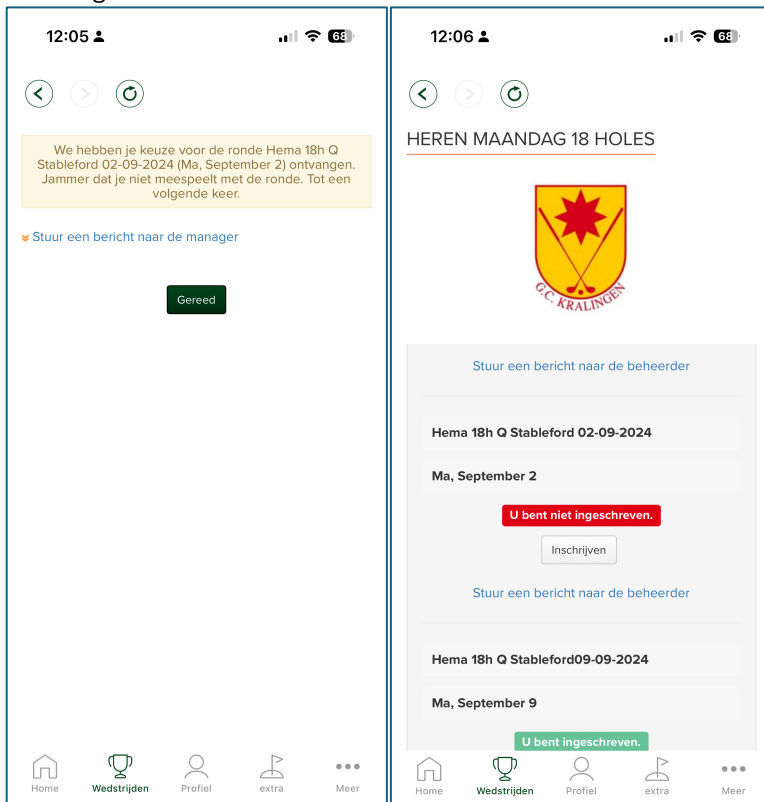 12:05
68
We hebben je keuze voor de ronde Hema 18h Q
Stableford 02-09-2024 (Ma, September 2) ontvangen.
Jammer dat je niet meespeelt met de ronde. Tot een
volgende keer.
Stuur een bericht naar de manager
Gereed
Home Wedstrijden Profiel extra Meer
12:06
68
HEREN MAANDAG 18 HOLES
G.C. KRALINGEN
Stuur een bericht naar de beheerder
Hema 18h Q Stableford 02-09-2024
Ma, September 2
U bent niet ingeschreven.
Inschrijven
Stuur een bericht naar de beheerder
Hema 18h Q Stableford09-09-2024
Ma, September 9
U bent ingeschreven.
Home Wedstrijden Profiel extra Meer